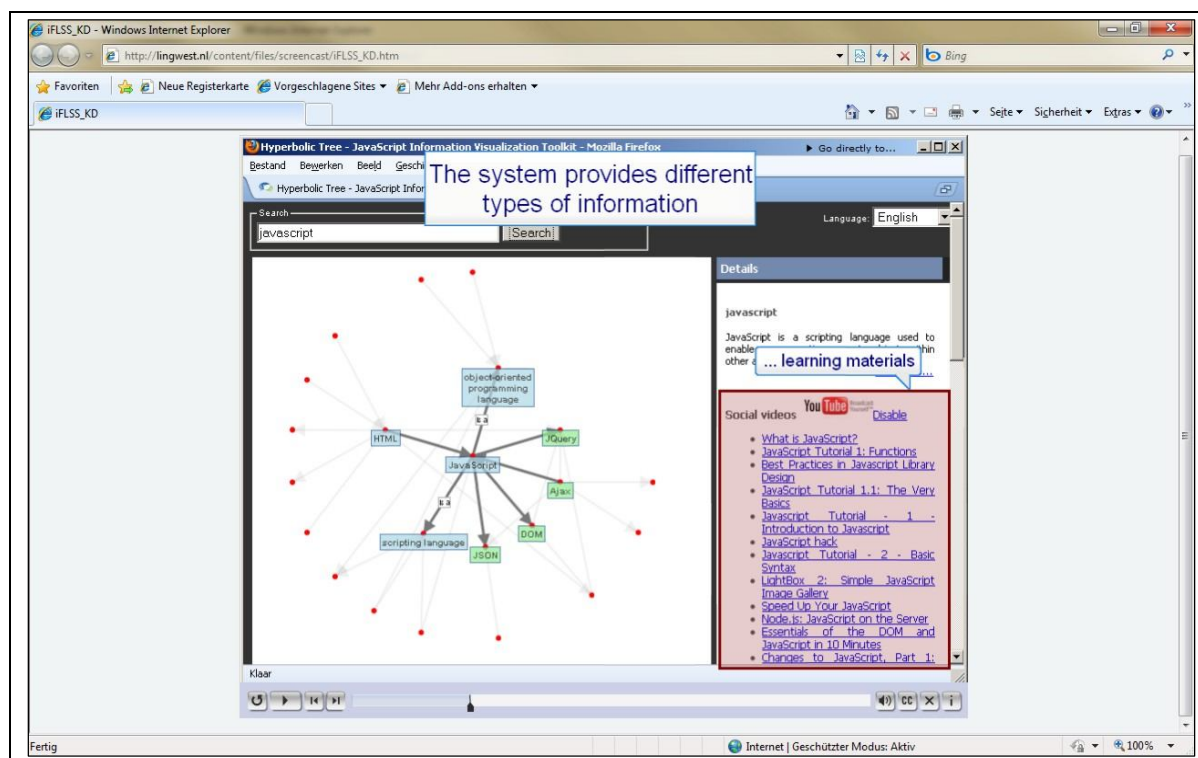 iFLSS_KD - Windows Internet Explorer
http://lingwest.nl/content/files/screencast/iFLSS_KD.htm
Bing
Favoriten
Neue Registerkarte
Vorgeschlagene Sites
Mehr Add-ons erhalten
iFLSS_KD
Seite
Sicherheit
Extras
Hyperbolic Tree - JavaScript Information Visualization Toolkit - Mozilla Firefox
Go directly to...
Bestand Bewerken Beeld
Hyperbolic Tree - JavaScript
The system provides different
types of information
Search
javascript
Search
Language: English
Details
javascript
JavaScript is a scripting language used to
enable
other
... learning materials
Social videos YouTube Disable
What is JavaScript?
JavaScript Tutorial 1: Functions
Best Practices in Javascript Library
Design
JavaScript Tutorial 1.1: The Very
Basics
Javascript Tutorial - 1 -
Introduction to Javascript
JavaScript hack
Javascript Tutorial - 2 - Basic
Syntax
LightBox 2: Simple JavaScript
Image Gallery
Speed Up Your JavaScript
Node.js: JavaScript on the Server
Essentials of the DOM and
JavaScript in 10 Minutes
Changes to JavaScript, Part 1:
object-oriented
programming
language
is a
HTML
JQuery
JavaScript
Ajax
is a
DOM
scripting language
JSON
Klaar
CC
Fertig
Internet | Geschützter Modus: Aktiv
100%